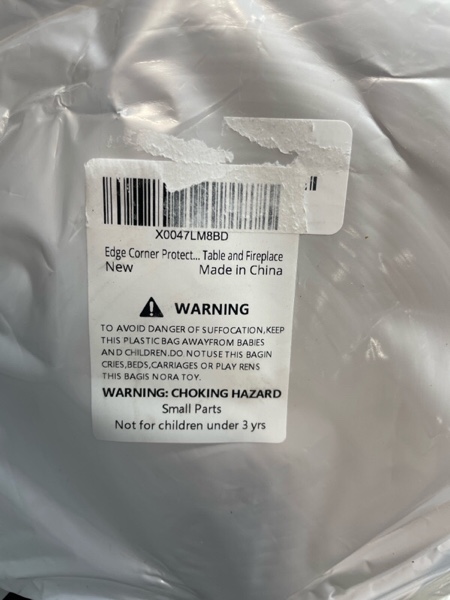 X0047LM8BD
Edge Corner Protect... Table and Fireplace
New Made in China
WARNING
TO AVOID DANGER OF SUFFOCATION,KEEP
THIS PLASTIC BAG AWAYFROM BABIES
AND CHILDREN.DO NOTUSE THIS BAGIN
CRIES,BEDS,CARRIAGES OR PLAY RENS
THIS BAGIS NORA TOY.
WARNING: CHOKING HAZARD
Small Parts
Not for children under 3 yrs